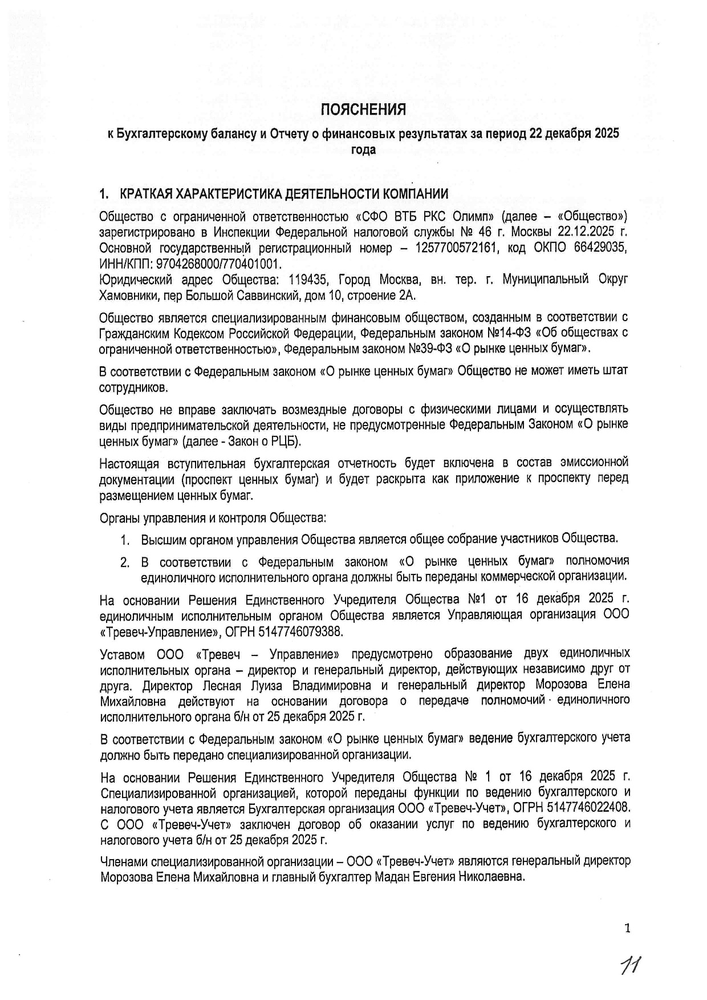 ПОЯСНЕНИЯ
к Бухгалтерскому балансу и Отчету о финансовых результатах за период 22 декабря 2025
года
1. КРАТКАЯ ХАРАКТЕРИСТИКА ДЕЯТЕЛЬНОСТИ КОМПАНИИ
Общество с ограниченной ответственностью «СФО ВТБ РКС Олимп» (далее – «Общество»)
зарегистрировано в Инспекции Федеральной налоговой службы № 46 г. Москвы 22.12.2025 г.
Основной государственный регистрационный номер – 1257700572161, код ОКПО 66429035,
ИНН/КПП: 9704268000/770401001.
Юридический адрес Общества: 119435, Город Москва, вн. тер. г. Муниципальный Округ
Хамовники, пер Большой Саввинский, дом 10, строение 2А.
Общество является специализированным финансовым обществом, созданным в соответствии с
Гражданским Кодексом Российской Федерации, Федеральным законом №14-ФЗ «Об обществах с
ограниченной ответственностью», Федеральным законом №39-ФЗ «О рынке ценных бумаг».
В соответствии с Федеральным законом «О рынке ценных бумаг» Общество не может иметь штат
сотрудников.
Общество не вправе заключать возмездные договоры с физическими лицами и осуществлять
виды предпринимательской деятельности, не предусмотренные Федеральным Законом «О рынке
ценных бумаг» (далее - Закон о РЦБ).
Настоящая вступительная бухгалтерская отчетность будет включена в состав эмиссионной
документации (проспект ценных бумаг) и будет раскрыта как приложение к проспекту перед
размещением ценных бумаг.
Органы управления и контроля Общества:
1. Высшим органом управления Общества является общее собрание участников Общества.
2. В соответствии с Федеральным законом «О рынке ценных бумаг» полномочия
единоличного исполнительного органа должны быть переданы коммерческой организации.
На основании Решения Единственного Учредителя Общества №1 от 16 декабря 2025 г.
единоличным исполнительным органом Общества является Управляющая организация ООО
«Тревеч-Управление», ОГРН 5147746079388.
Уставом ООО «Тревеч – Управление» предусмотрено образование двух единоличных
исполнительных органа – директор и генеральный директор, действующих независимо друг от
друга. Директор Лесная Луиза Владимировна и генеральный директор Морозова Елена
Михайловна действуют на основании договора о передаче полномочий единоличного
исполнительного органа б/н от 25 декабря 2025 г.
В соответствии с Федеральным законом «О рынке ценных бумаг» ведение бухгалтерского учета
должно быть передано специализированной организации.
На основании Решения Единственного Учредителя Общества № 1 от 16 декабря 2025 г.
Специализированной организацией, которой переданы функции по ведению бухгалтерского и
налогового учета является Бухгалтерская организация ООО «Тревеч-Учет», ОГРН 5147746022408.
С ООО «Тревеч-Учет» заключен договор об оказании услуг по ведению бухгалтерского и
налогового учета б/н от 25 декабря 2025 г.
Членами специализированной организации – ООО «Тревеч-Учет» являются генеральный директор
Морозова Елена Михайловна и главный бухгалтер Мадан Евгения Николаевна.
1
11